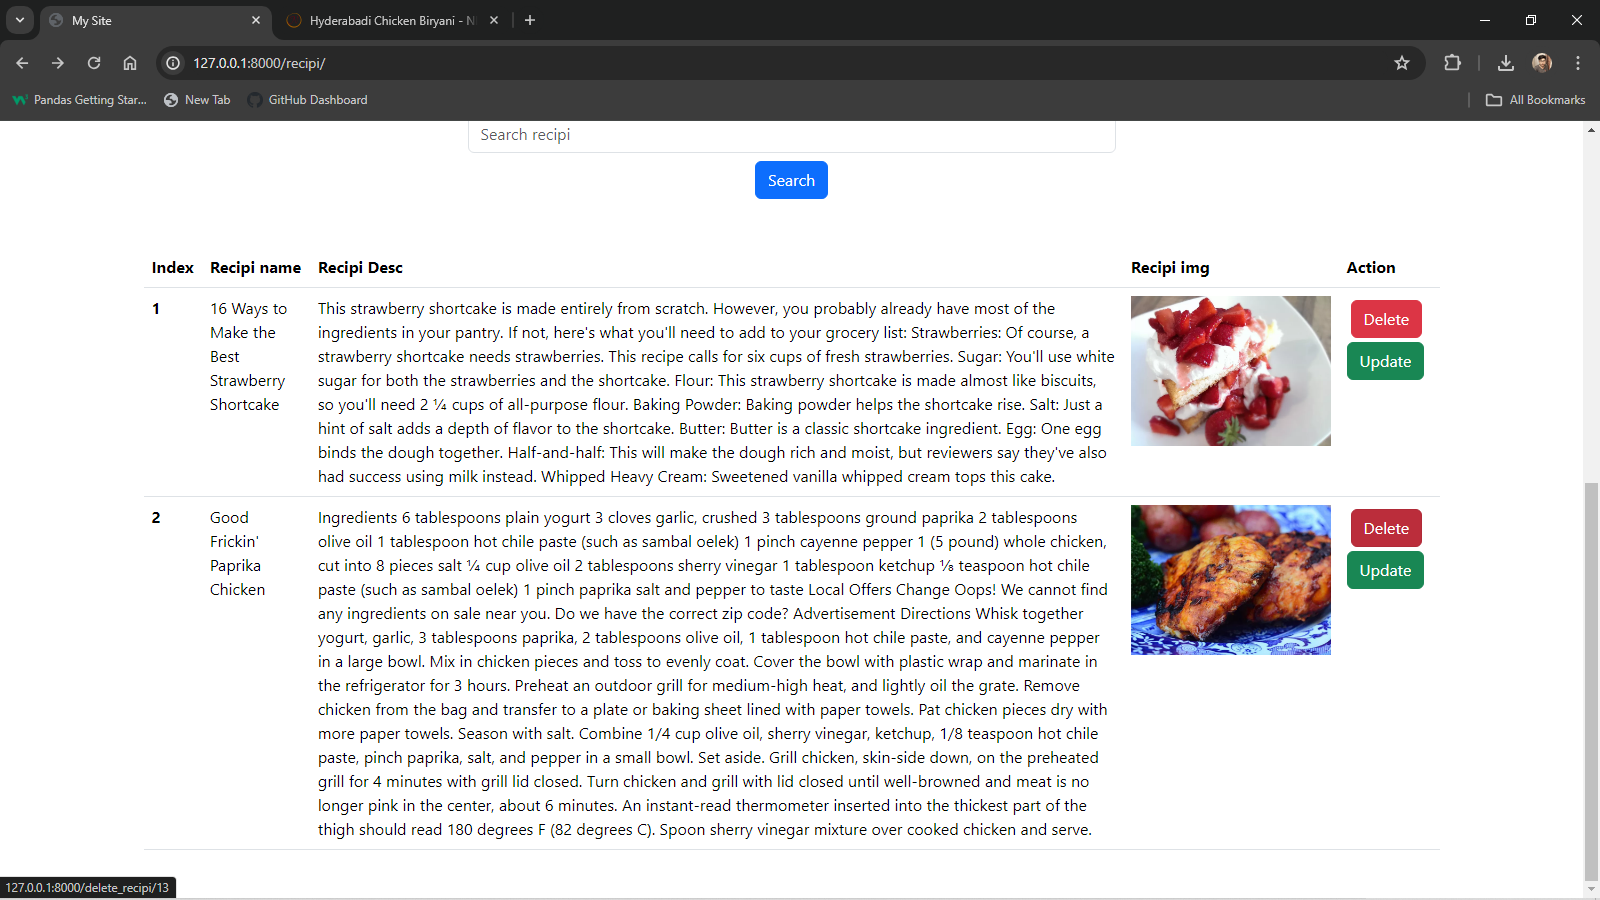 My Site
Hyderabadi Chicken Biryani - N
127.0.0.1:8000/recipi/
Pandas Getting Star...
New Tab
GitHub Dashboard
All Bookmarks
Search recipi
Search
Index Recipi name Recipi Desc Recipi img Action
1
16 Ways to
Make the
Best
Strawberry
Shortcake
This strawberry shortcake is made entirely from scratch. However, you probably already have most of the
ingredients in your pantry. If not, here's what you'll need to add to your grocery list: Strawberries: Of course, a
strawberry shortcake needs strawberries. This recipe calls for six cups of fresh strawberries. Sugar: You'll use white
sugar for both the strawberries and the shortcake. Flour: This strawberry shortcake is made almost like biscuits,
so you'll need 2 ¼ cups of all-purpose flour. Baking Powder: Baking powder helps the shortcake rise. Salt: Just a
hint of salt adds a depth of flavor to the shortcake. Butter: Butter is a classic shortcake ingredient. Egg: One egg
binds the dough together. Half-and-half: This will make the dough rich and moist, but reviewers say they've also
had success using milk instead. Whipped Heavy Cream: Sweetened vanilla whipped cream tops this cake.
Delete
Update
2
Good
Frickin'
Paprika
Chicken
Ingredients 6 tablespoons plain yogurt 3 cloves garlic, crushed 3 tablespoons ground paprika 2 tablespoons
olive oil 1 tablespoon hot chile paste (such as sambal oelek) 1 pinch cayenne pepper 1 (5 pound) whole chicken,
cut into 8 pieces salt ¼ cup olive oil 2 tablespoons sherry vinegar 1 tablespoon ketchup ⅛ teaspoon hot chile
paste (such as sambal oelek) 1 pinch paprika salt and pepper to taste Local Offers Change Oops! We cannot find
any ingredients on sale near you. Do we have the correct zip code? Advertisement Directions Whisk together
yogurt, garlic, 3 tablespoons paprika, 2 tablespoons olive oil, 1 tablespoon hot chile paste, and cayenne pepper
in a large bowl. Mix in chicken pieces and toss to evenly coat. Cover the bowl with plastic wrap and marinate in
the refrigerator for 3 hours. Preheat an outdoor grill for medium-high heat, and lightly oil the grate. Remove
chicken from the bag and transfer to a plate or baking sheet lined with paper towels. Pat chicken pieces dry with
more paper towels. Season with salt. Combine 1/4 cup olive oil, sherry vinegar, ketchup, 1/8 teaspoon hot chile
paste, pinch paprika, salt, and pepper in a small bowl. Set aside. Grill chicken, skin-side down, on the preheated
grill for 4 minutes with grill lid closed. Turn chicken and grill with lid closed until well-browned and meat is no
longer pink in the center, about 6 minutes. An instant-read thermometer inserted into the thickest part of the
thigh should read 180 degrees F (82 degrees C). Spoon sherry vinegar mixture over cooked chicken and serve.
Delete
Update
127.0.0.1:8000/delete_recipi/13